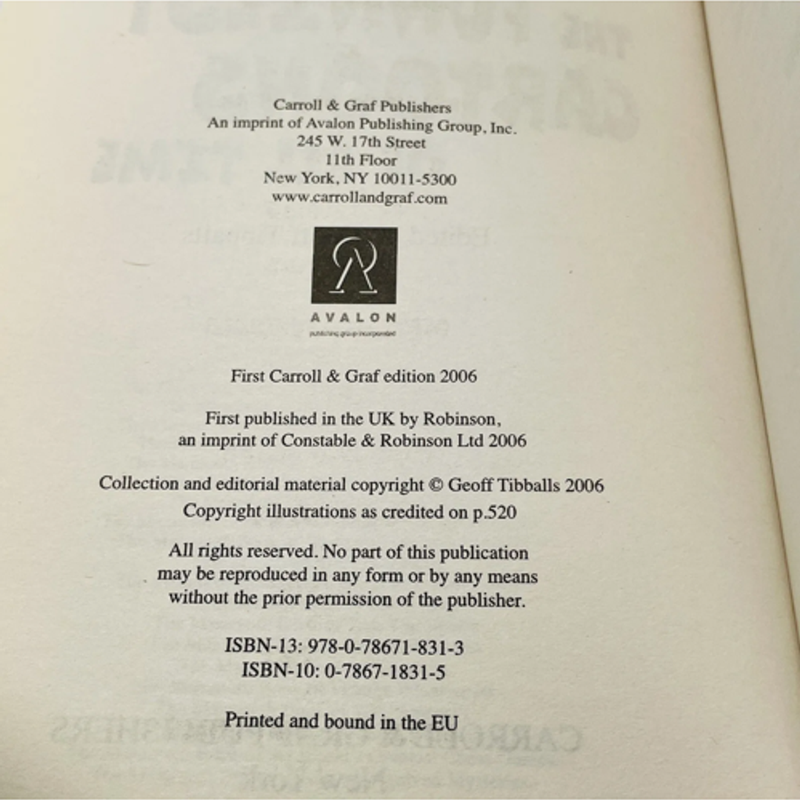 Carroll & Graf Publishers
An imprint of Avalon Publishing Group, Inc.
245 W. 17th Street
11th Floor
New York, NY 10011-5300
www.carrollandgraf.com
AVALON
publishing group incorporated
First Carroll & Graf edition 2006
First published in the UK by Robinson,
an imprint of Constable & Robinson Ltd 2006
Collection and editorial material copyright © Geoff Tibballs 2006
Copyright illustrations as credited on p.520
All rights reserved. No part of this publication
may be reproduced in any form or by any means
without the prior permission of the publisher.
ISBN-13: 978-0-78671-831-3
ISBN-10: 0-7867-1831-5
Printed and bound in the EU